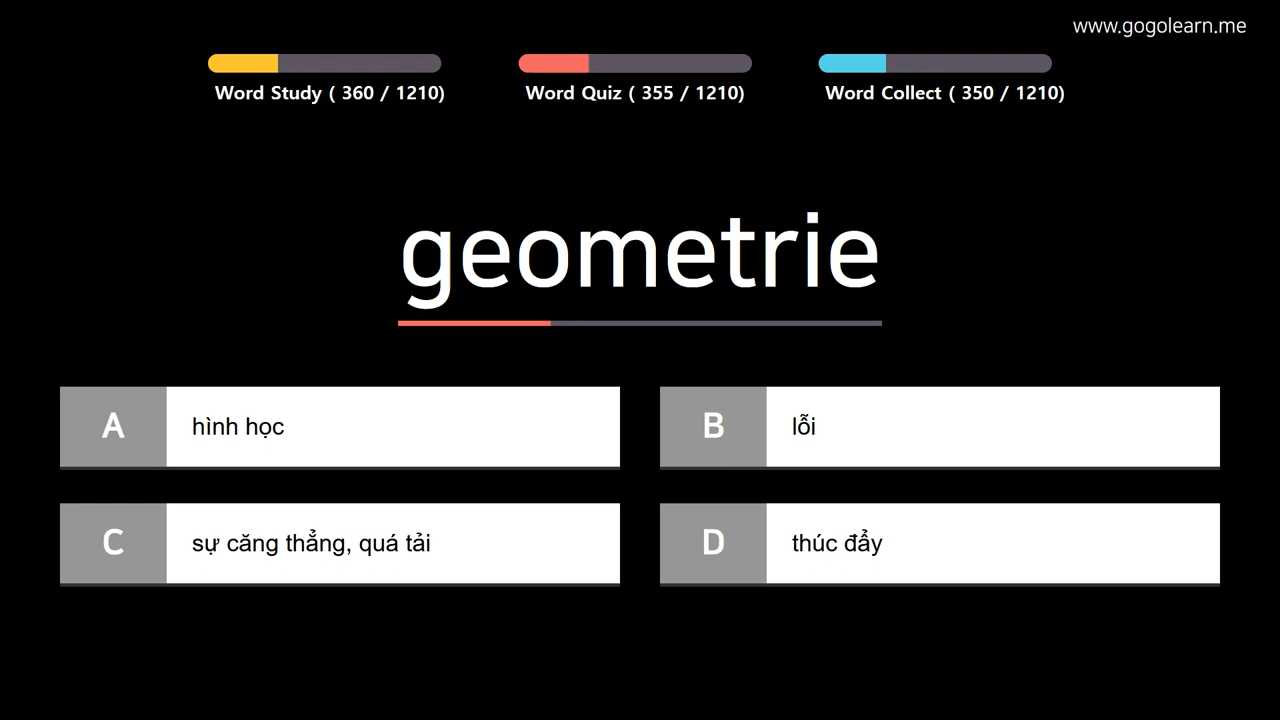 www.gogolearn.me
Word Study ( 360 / 1210)
Word Quiz ( 355 / 1210)
Word Collect ( 350 / 1210)
geometrie
A hình học
B lỗi
C sự căng thẳng, quá tải
D thúc đẩy